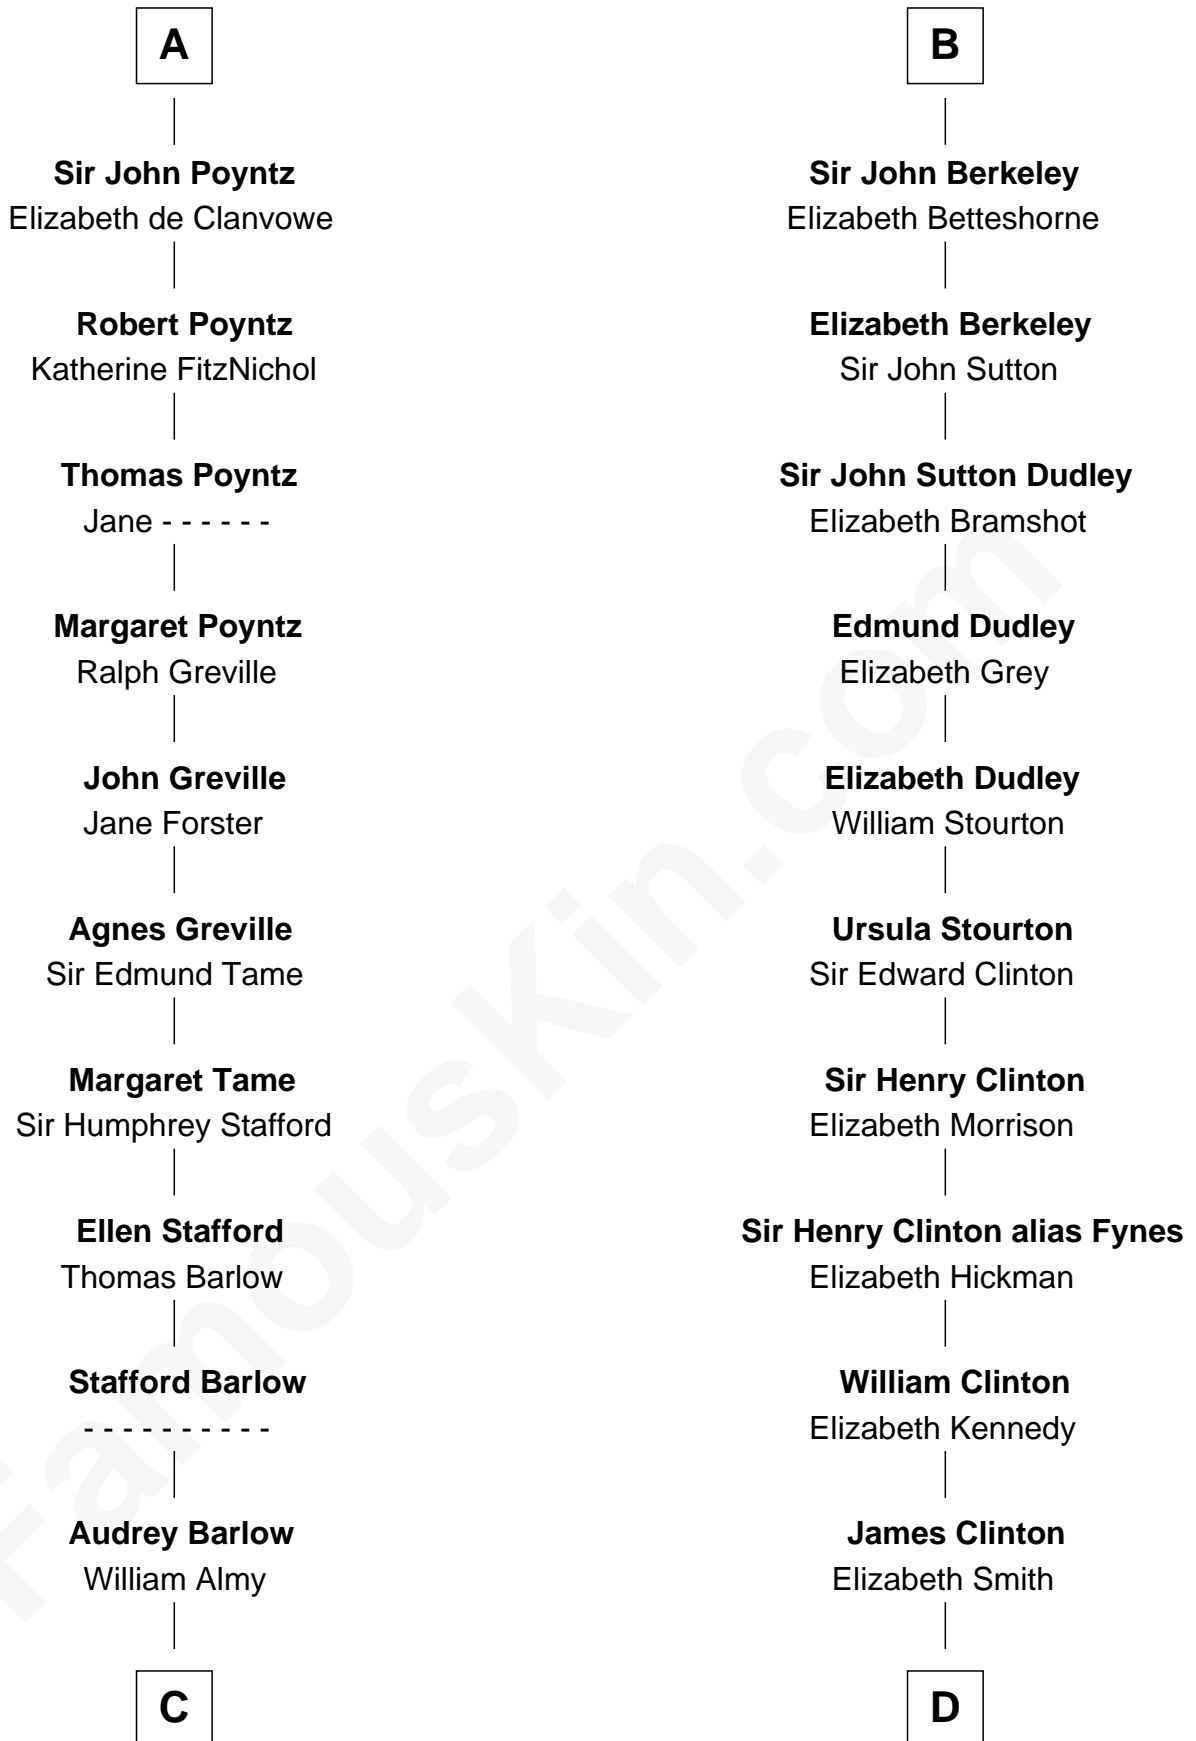 A
Sir John Poyntz
Elizabeth de Clanvowe
Robert Poyntz
Katherine FitzNichol
Thomas Poyntz
Jane - - - - - -
Margaret Poyntz
Ralph Greville
John Greville
Jane Forster
Agnes Greville
Sir Edmund Tame
Margaret Tame
Sir Humphrey Stafford
Ellen Stafford
Thomas Barlow
Stafford Barlow
- - - - - - - - - -
Audrey Barlow
William Almy
C
B
Sir John Berkeley
Elizabeth Betteshorne
Elizabeth Berkeley
Sir John Sutton
Sir John Sutton Dudley
Elizabeth Bramshot
Edmund Dudley
Elizabeth Grey
Elizabeth Dudley
William Stourton
Ursula Stourton
Sir Edward Clinton
Sir Henry Clinton
Elizabeth Morrison
Sir Henry Clinton alias Fynes
Elizabeth Hickman
William Clinton
Elizabeth Kennedy
James Clinton
Elizabeth Smith
D
FamousKin.com